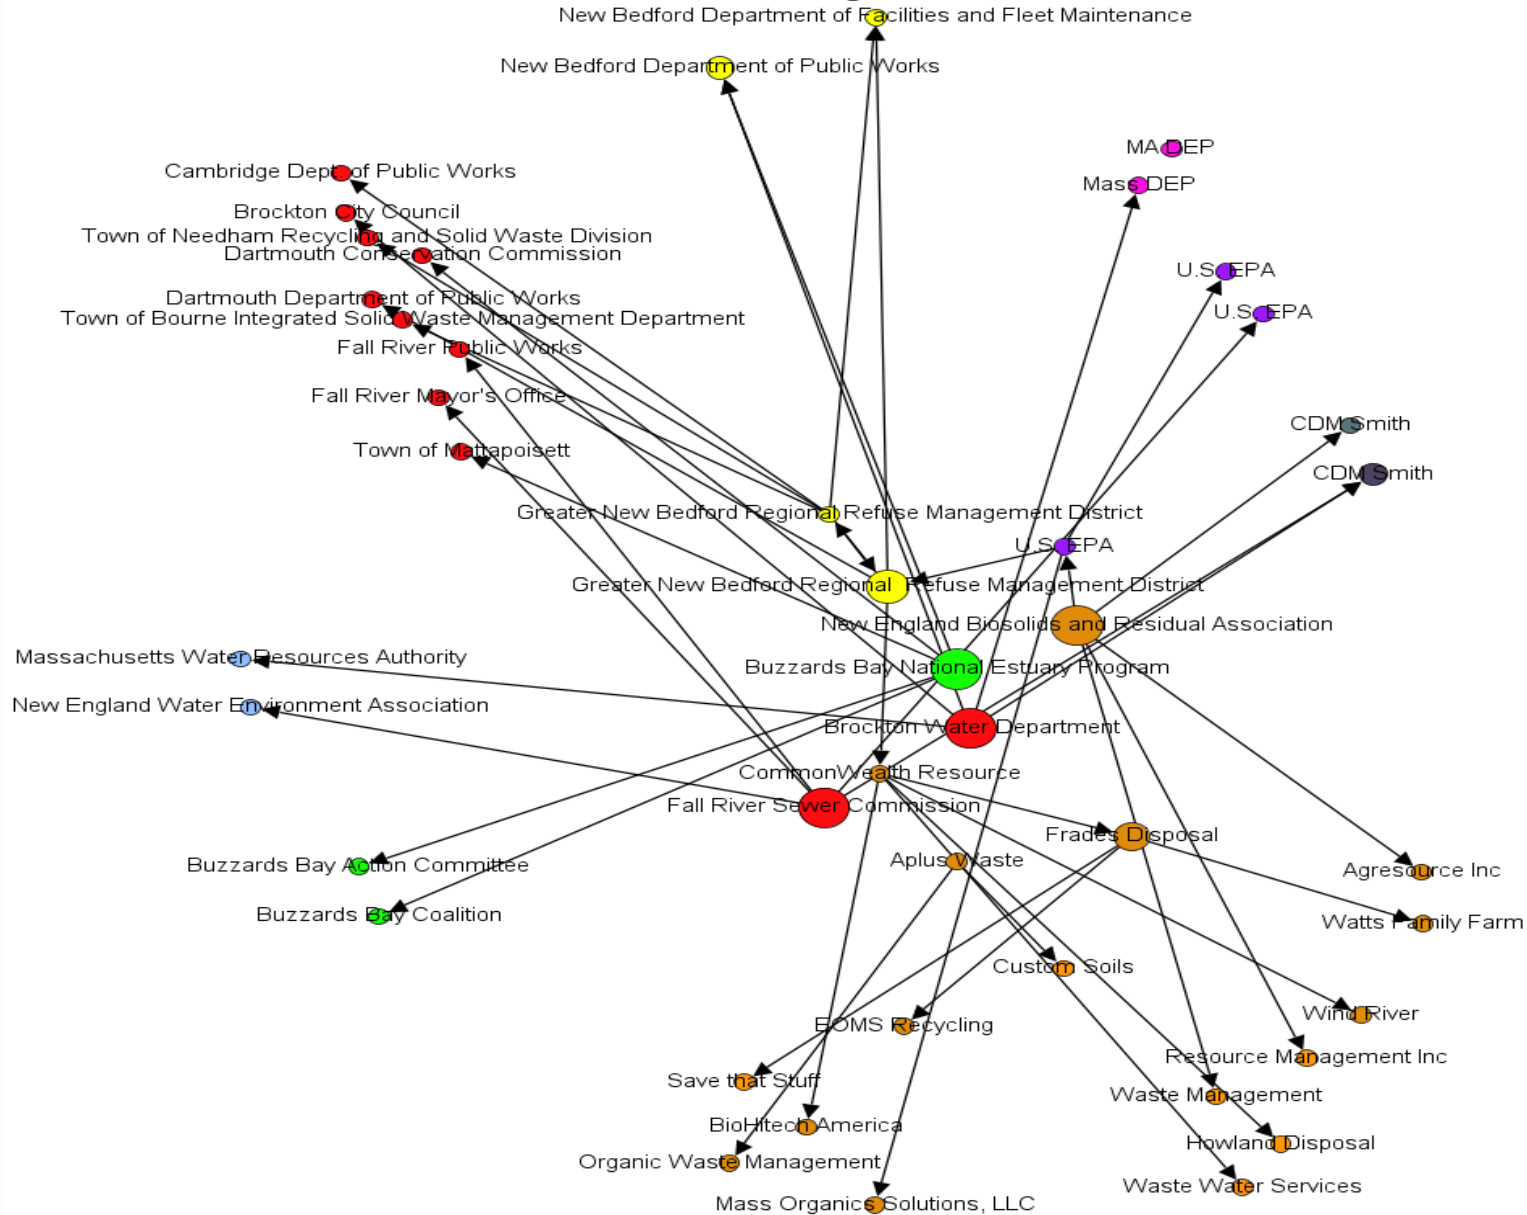 New Bedford Department of Facilities and Fleet Maintenance
New Bedford Department of Public Works
MA DEP
Cambridge Dept. of Public Works
Mass DEP
Brockton City Council
Town of Needham Recycling and Solid Waste Division
Dartmouth Conservation Commission
U.S. EPA
Dartmouth Department of Public Works
U.S. EPA
Town of Bourne Integrated Solid Waste Management Department
Fall River Public Works
Fall River Mayor's Office
CDM Smith
Town of Mattapoisett
CDM Smith
Greater New Bedford Regional Refuse Management District
U.S. EPA
Greater New Bedford Regional Refuse Management District
New England Biosolids and Residual Association
Massachusetts Water Resources Authority
Buzzards Bay National Estuary Program
New England Water Environment Association
Brockton Water Department
CommonWealth Resource
Fall River Sewer Commission
Frades Disposal
Aplus Waste
Buzzards Bay Action Committee
Agresource Inc
Buzzards Bay Coalition
Watts Family Farm
Custom Soils
Wind River
EOMS Recycling
Resource Management Inc
Save that Stuff
Waste Management
BioHItech America
Howland Disposal
Organic Waste Management
Waste Water Services
Mass Organics Solutions, LLC